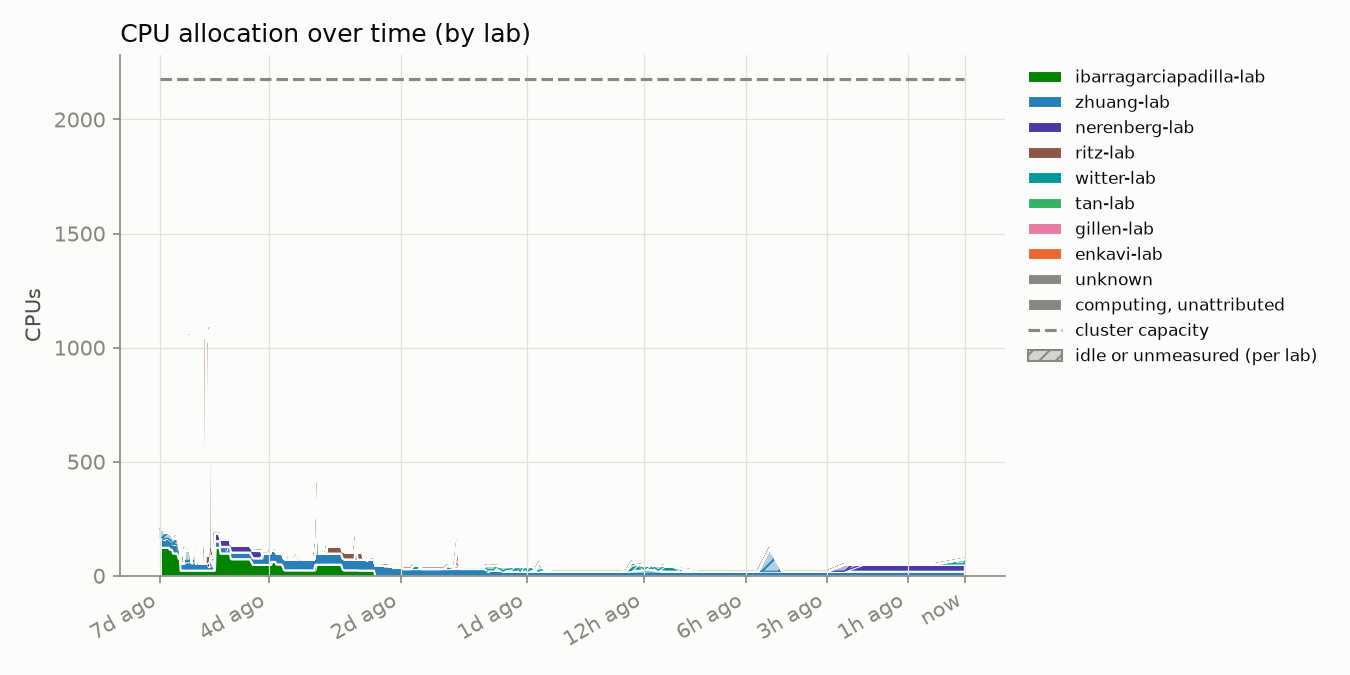 CPU allocation over time (by lab)
CPUs
2000
1500
1000
500
0
7d ago
4d ago
2d ago
1d ago
12h ago
6h ago
3h ago
1h ago
now
ibarragarciapadilla-lab
zhuang-lab
nerenberg-lab
ritz-lab
witter-lab
tan-lab
gillen-lab
enkavi-lab
unknown
computing, unattributed
cluster capacity
idle or unmeasured (per lab)